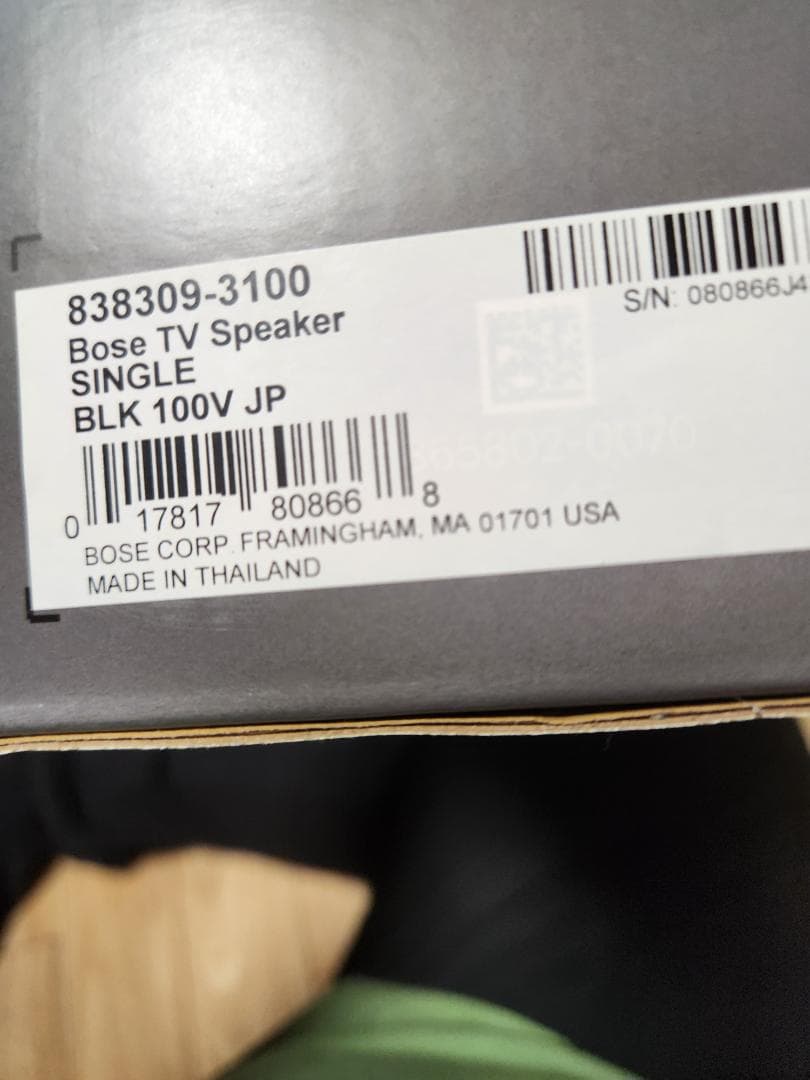 838309-3100
Bose TV Speaker
SINGLE
BLK 100V JP
0 17817 80866 8
BOSE CORP. FRAMINGHAM, MA 01701 USA
MADE IN THAILAND
S/N: 080866J4